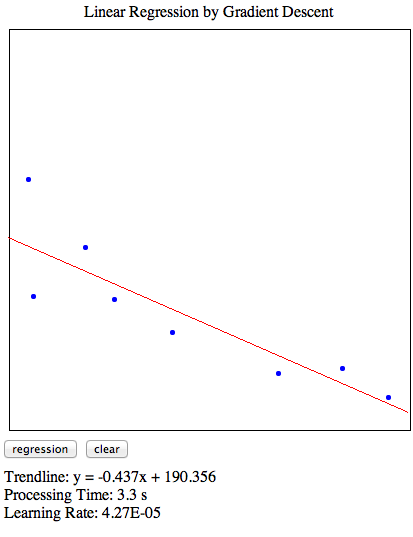 Linear Regression by Gradient Descent
regression clear
Trendline: y = -0.437x + 190.356
Processing Time: 3.3 s
Learning Rate: 4.27E-05